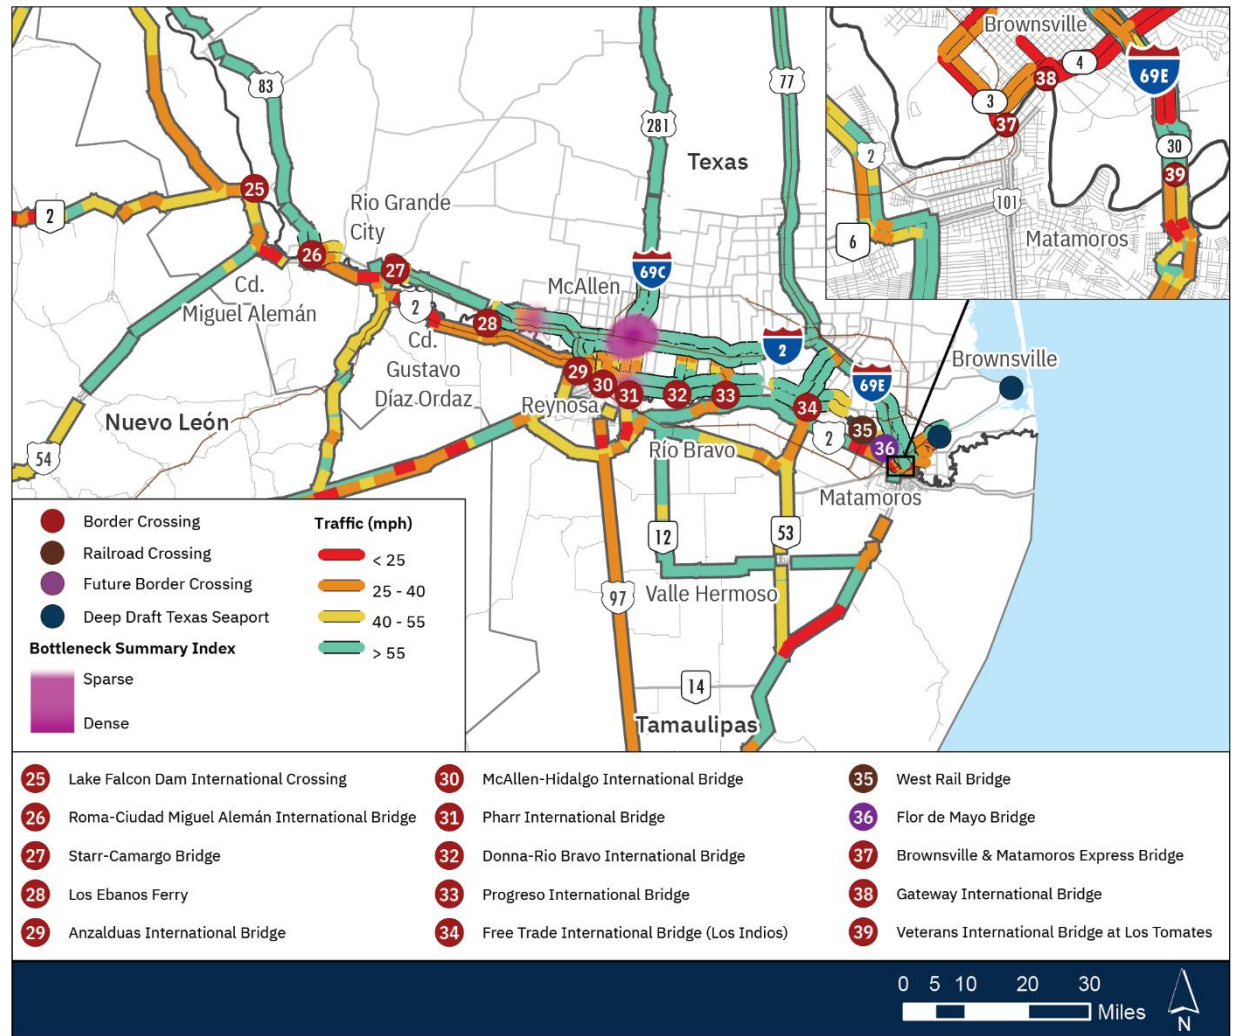 Brownsville
4
69E
38
3
37
30
2
39
101
6
Matamoros
83
77
281
Texas
25
2
Rio Grande
City
26
27
69C
McAllen
Cd.
Miguel Alemán
2
28
2
Brownsville
Cd.
Gustavo
Díaz Ordaz
29
30
31
32
33
69E
34
Reynosa
Nuevo León
2
35
36
54
Río Bravo
Matamoros
12
53
97
Valle Hermoso
14
Tamaulipas
Border Crossing
Railroad Crossing
Future Border Crossing
Deep Draft Texas Seaport
Bottleneck Summary Index
Sparse
Dense
Traffic (mph)
< 25
25 - 40
40 - 55
> 55
25 Lake Falcon Dam International Crossing
26 Roma-Ciudad Miguel Alemán International Bridge
27 Starr-Camargo Bridge
28 Los Ebanos Ferry
29 Anzalduas International Bridge
30 McAllen-Hidalgo International Bridge
31 Pharr International Bridge
32 Donna-Rio Bravo International Bridge
33 Progreso International Bridge
34 Free Trade International Bridge (Los Indios)
35 West Rail Bridge
36 Flor de Mayo Bridge
37 Brownsville & Matamoros Express Bridge
38 Gateway International Bridge
39 Veterans International Bridge at Los Tomates
0 5 10 20 30
Miles
N